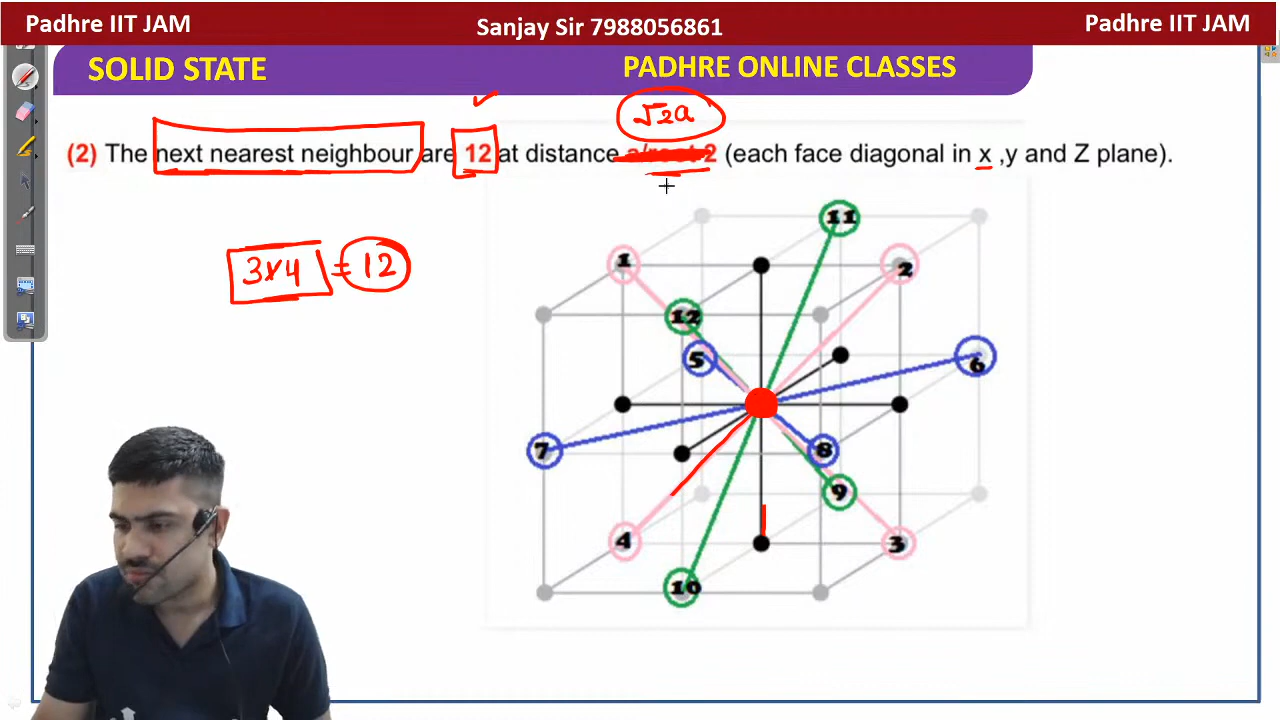 Padhre IIT JAM Sanjay Sir 7988056861 Padhre IIT JAM
SOLID STATE PADHRE ONLINE CLASSES
√2a
(2) The next nearest neighbour are 12 at distance a/root 2 (each face diagonal in x ,y and Z plane).
3x4 = 12
11
1
2
12
5
6
7
8
9
4
3
10